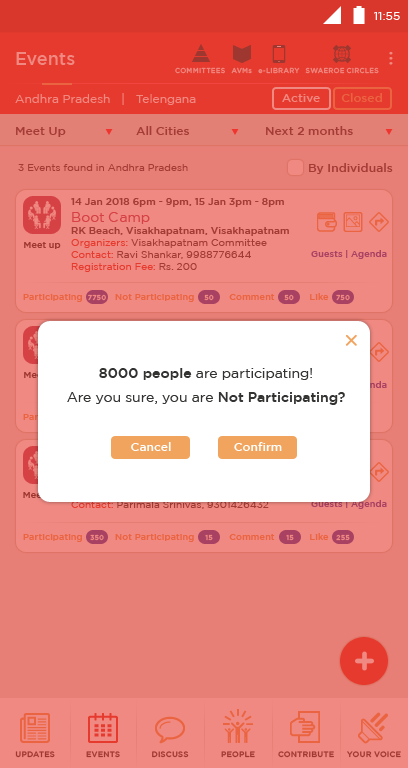 11:55
Events
COMMITTEES AVMs e-LIBRARY SWAEROE CIRCLES
Andhra Pradesh | Telengana
Active Closed
Meet Up All Cities Next 2 months
3 Events found in Andhra Pradesh
By Individuals
14 Jan 2018 6pm - 9pm, 15 Jan 3pm - 8pm
Boot Camp
RK Beach, Visakhapatnam, Visakhapatnam
Organizers: Visakhapatnam Committee
Contact: Ravi Shankar, 9988776644
Registration Fee: Rs. 200
Meet up
Guests | Agenda
Participating 7750 Not Participating 50 Comment 50 Like 750
8000 people are participating!
Are you sure, you are Not Participating?
Cancel Confirm
Contact: Parimala Srinivas, 9301426432
Guests | Agenda
Participating 350 Not Participating 15 Comment 15 Like 255
UPDATES EVENTS DISCUSS PEOPLE CONTRIBUTE YOUR VOICE